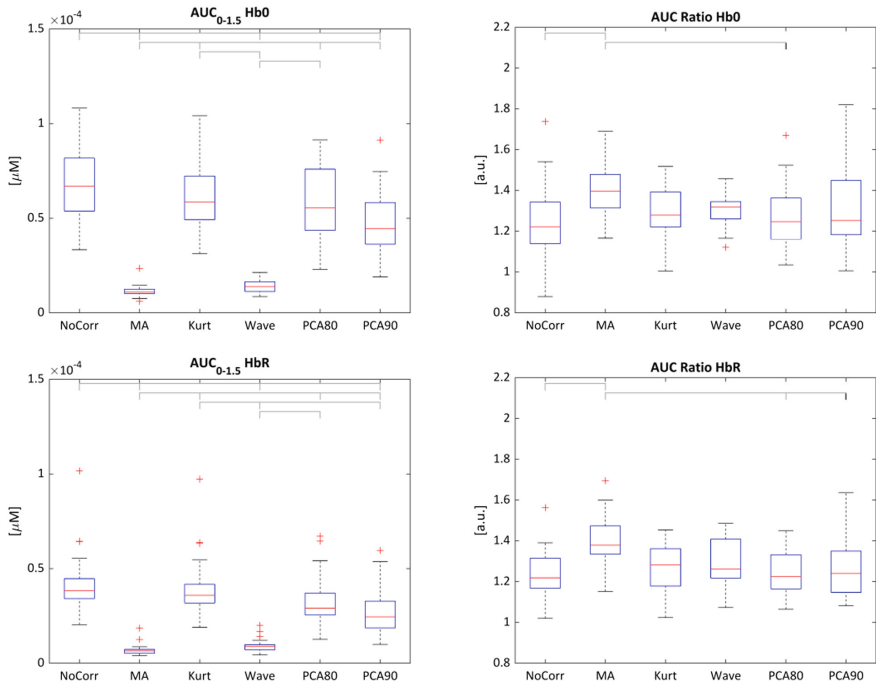 AUC0-1.5 Hb0
×10-4
1.5
1
0.5
0
[µM]
NoCorr MA Kurt Wave PCA80 PCA90
AUC Ratio Hb0
2.2
2
1.8
1.6
1.4
1.2
1
0.8
[a.u.]
NoCorr MA Kurt Wave PCA80 PCA90
AUC0-1.5 HbR
×10-4
1.5
1
0.5
0
[µM]
NoCorr MA Kurt Wave PCA80 PCA90
AUC Ratio HbR
2.2
2
1.8
1.6
1.4
1.2
1
0.8
[a.u.]
NoCorr MA Kurt Wave PCA80 PCA90